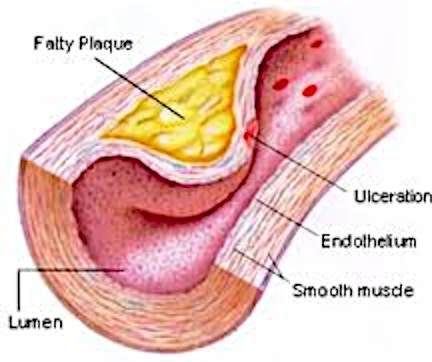 Fatty Plaque
Ulceration
Endothelium
Smooth muscle
Lumen